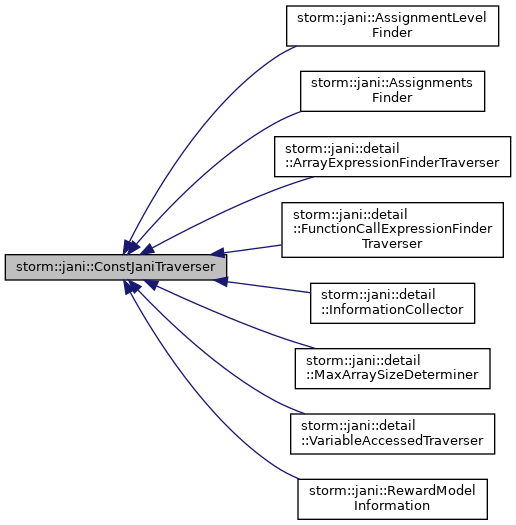 storm::jani::AssignmentLevel
Finder
storm::jani::Assignments
Finder
storm::jani::detail
::ArrayExpressionFinderTraverser
storm::jani::detail
::FunctionCallExpressionFinder
Traverser
storm::jani::ConstJaniTraverser
storm::jani::detail
::InformationCollector
storm::jani::detail
::MaxArraySizeDeterminer
storm::jani::detail
::VariableAccessedTraverser
storm::jani::RewardModel
Information